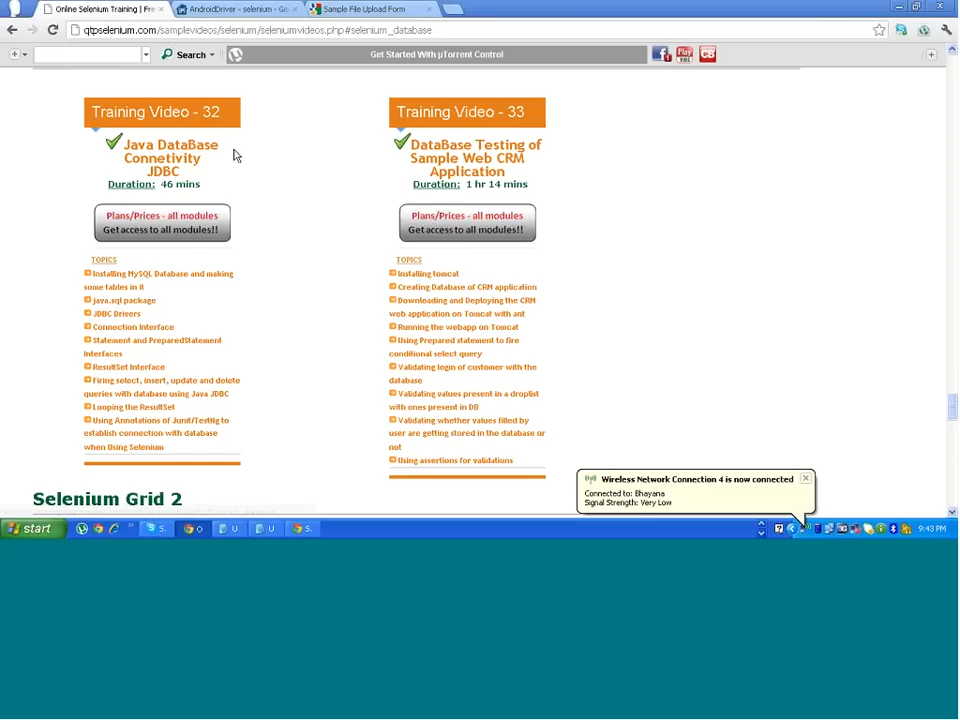 Online Selenium Training | Fre
AndroidDriver - selenium - Go
Sample File Upload Form
qtpselenium.com/samplevideos/selenium/seleniumvideos.php#selenium_database
Search
Get Started With µTorrent Control
Training Video - 32
Java DataBase
Connetivity
JDBC
Duration: 46 mins
Plans/Prices - all modules
Get access to all modules!!
TOPICS
Installing MySQL Database and making
some tables in it
java.sql package
JDBC Drivers
Connection Interface
Statement and PreparedStatement
Interfaces
ResultSet Interface
Firing select, insert, update and delete
queries with database using Java JDBC
Looping the ResultSet
Using Annotations of Junit/TestNg to
establish connection with database
when Using Selenium
Training Video - 33
DataBase Testing of
Sample Web CRM
Application
Duration: 1 hr 14 mins
Plans/Prices - all modules
Get access to all modules!!
TOPICS
Installing tomcat
Creating Database of CRM application
Downloading and Deploying the CRM
web application on Tomcat with ant
Running the webapp on Tomcat
Using Prepared statement to fire
conditional select query
Validating login of customer with the
database
Validating values present in a droplist
with ones present in DB
Validating whether values filled by
user are getting stored in the database or
not
Using assertions for validations
Selenium Grid 2
Wireless Network Connection 4 is now connected
Connected to: Bhayana
Signal Strength: Very Low
start
S.
O
U
U
S.
9:43 PM